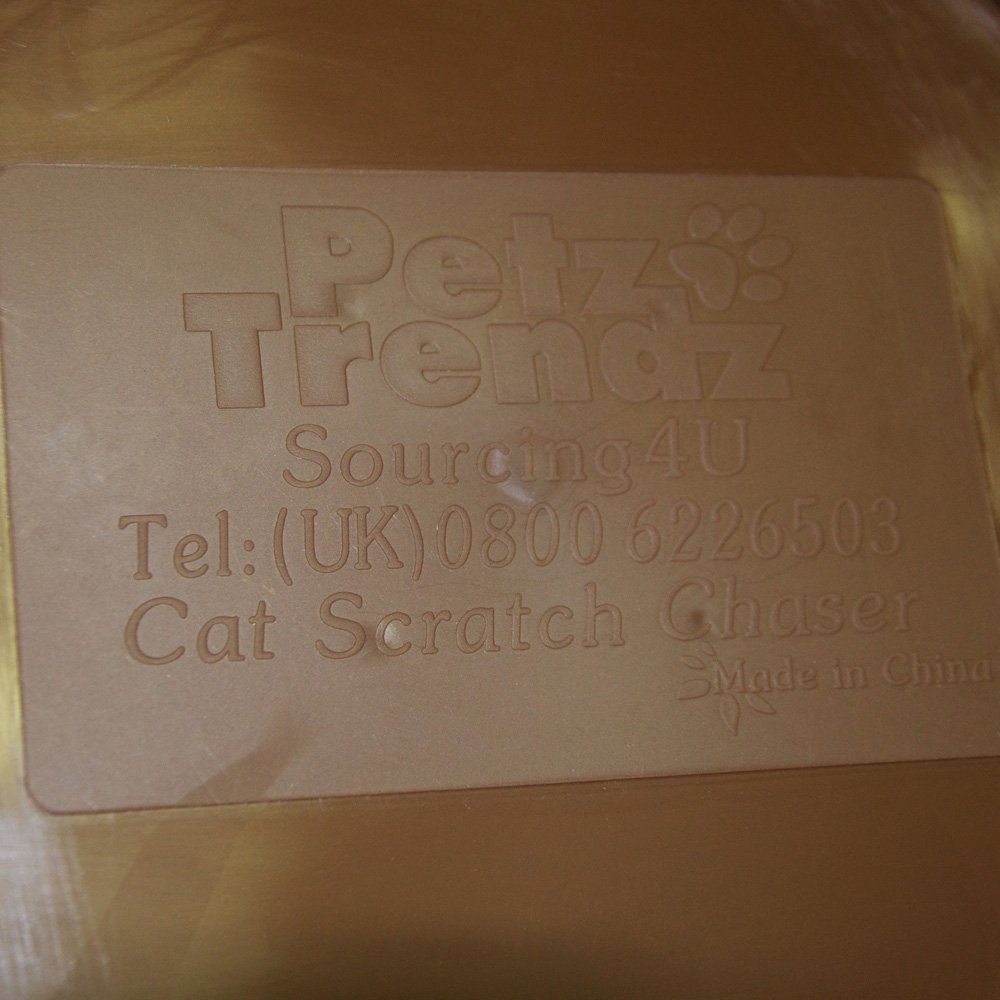 Petz
Trendz
Sourcing4U
Tel:(UK)0800 6226503
Cat Scratch Chaser
Made in China